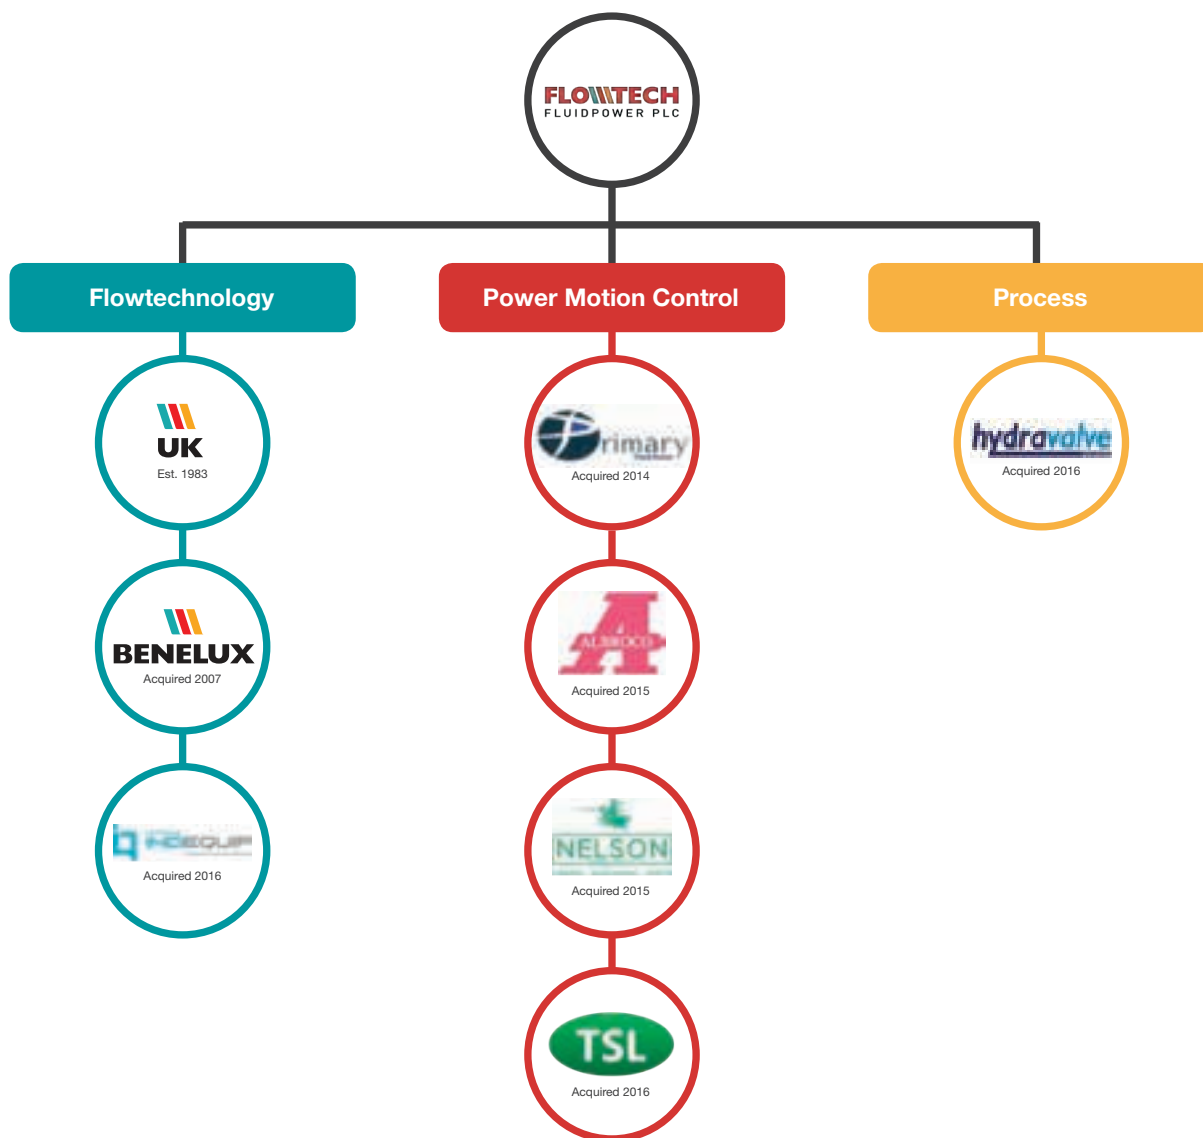 FLOWTECH
FLUIDPOWER PLC
Flowtechnology
Power Motion Control
Process
UK
Est. 1983
Primary
Acquired 2014
hydravalve
Acquired 2016
BENELUX
Acquired 2007
ALBROCO
Acquired 2015
INDEQUIP
Acquired 2016
NELSON
Acquired 2015
TSL
Acquired 2016